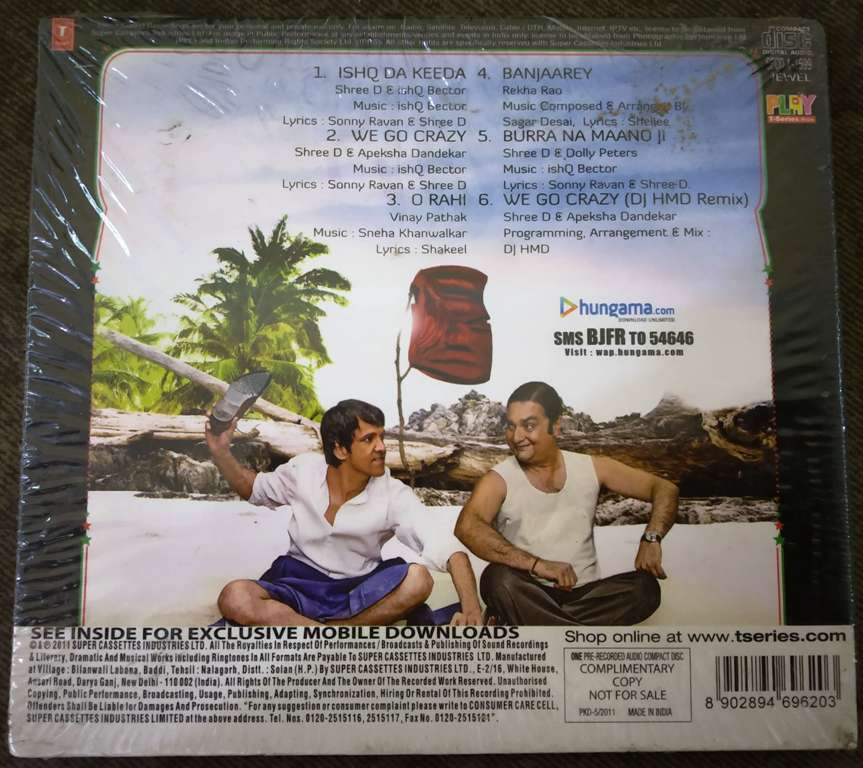 T
Super Cassettes Industries Ltd.
COMPACT
disc
DIGITAL AUDIO
JEWEL
PLAY
T-Series
1. ISHQ DA KEEDA
Shree D & ishQ Bector
Music : ishQ Bector
Lyrics : Sonny Ravan & Shree D
2. WE GO CRAZY
Shree D & Apeksha Dandekar
Music : ishQ Bector
Lyrics : Sonny Ravan & Shree D
3. O RAHI
Vinay Pathak
Music : Sneha Khanwalkar
Lyrics : Shakeel
4. BANJAAREY
Rekha Rao
Music Composed & Arranged By
Sagar Desai, Lyrics : Shellee
5. BURRA NA MAANO JI
Shree D & Dolly Peters
Music : ishQ Bector
Lyrics : Sonny Ravan & Shree D.
6. WE GO CRAZY (DJ HMD Remix)
Shree D & Apeksha Dandekar
Programming, Arrangement & Mix :
DJ HMD
hungama.com
DOWNLOAD UNLIMITED
SMS BJFR TO 54646
Visit : wap.hungama.com
SEE INSIDE FOR EXCLUSIVE MOBILE DOWNLOADS
℗ & © 2011 SUPER CASSETTES INDUSTRIES LTD. All The Royalties In Respect Of Performances / Broadcasts & Publishing Of Sound Recordings
& Literary, Dramatic And Musical Works including Ringtones In All Formats Are Payable To SUPER CASSETTES INDUSTRIES LTD. Manufactured
at Village : Bilanwali Labona, Baddi, Tehsil : Nalagarh, Distt. : Solan (H.P.) By SUPER CASSETTES INDUSTRIES LTD., E-2/16, White House,
Ansari Road, Darya Ganj, New Delhi - 110 002 (India). All Rights Of The Producer And The Owner Of The Recorded Work Reserved. Unauthorised
Copying, Public Performance, Broadcasting, Usage, Publishing, Adapting, Synchronization, Hiring Or Rental Of This Recording Prohibited.
Offenders Shall Be Liable for Damages And Prosecution. "For any suggestion or consumer complaint please write to CONSUMER CARE CELL,
SUPER CASSETTES INDUSTRIES LIMITED at the above address. Tel. Nos. 0120-2515116, 2515117, Fax No. 0120-2515101".
Shop online at www.tseries.com
ONE PRE-RECORDED AUDIO COMPACT DISC
COMPLIMENTARY
COPY
NOT FOR SALE
PKD-5/2011 MADE IN INDIA
8 902894 696203